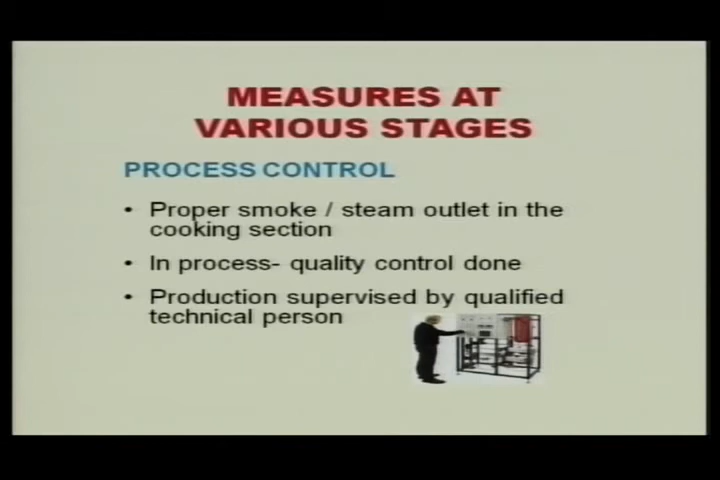 MEASURES AT
VARIOUS STAGES
PROCESS CONTROL
• Proper smoke / steam outlet in the
cooking section
• In process- quality control done
• Production supervised by qualified
technical person